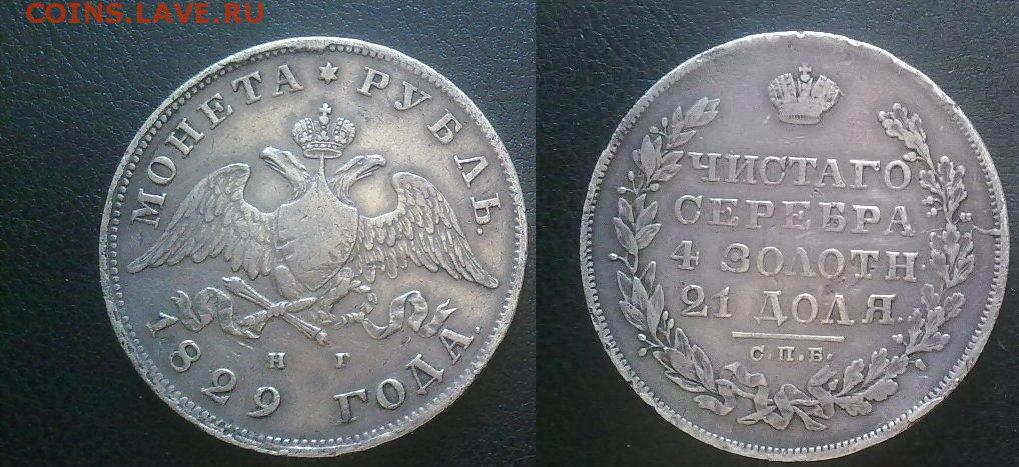 COINS.LAVE.RU
МОНЕТА * РУБЛЬ.
Н Г
1829 ГОДА.
ЧИСТАГО
СЕРЕБРА
4 ЗОЛОТН.
21 ДОЛЯ.
С.П.Б.